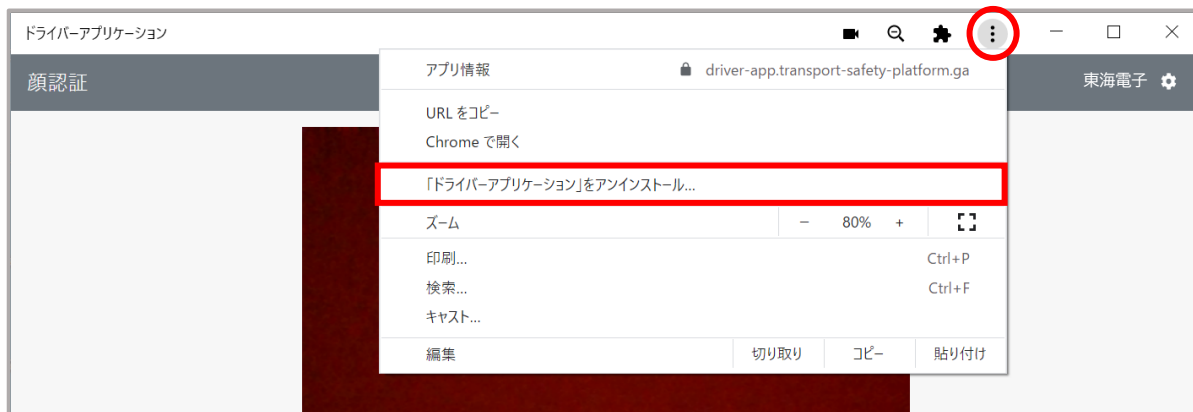 ドライバーアプリケーション
顔認証
東海電子
アプリ情報 driver-app.transport-safety-platform.ga
URL をコピー
Chrome で開く
「ドライバーアプリケーション」をアンインストール...
ズーム − 80% +
印刷... Ctrl+P
検索... Ctrl+F
キャスト...
編集 切り取り コピー 貼り付け